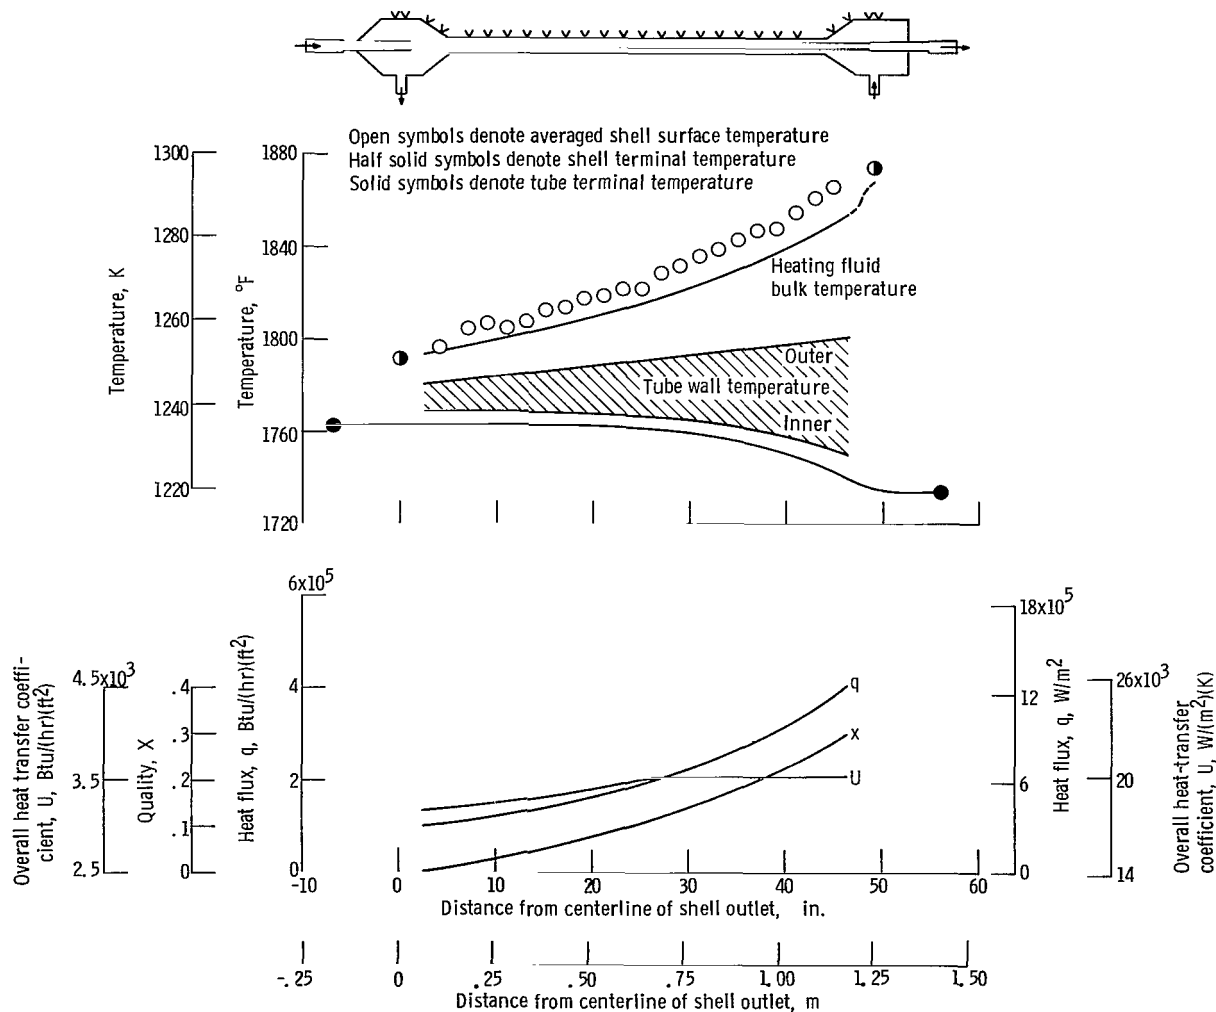 Open symbols denote averaged shell surface temperature
Half solid symbols denote shell terminal temperature
Solid symbols denote tube terminal temperature
1300
1280
1260
1240
1220
Temperature, K
1880
1840
1800
1760
1720
Temperature, °F
Heating fluid
bulk temperature
Outer
Tube wall temperature
Inner
Overall heat transfer coeffi-
cient, U, Btu/(hr)(ft2)
4.5x10^3
3.5
2.5
Quality, X
.4
.3
.2
.1
0
Heat flux, q, Btu/(hr)(ft2)
6x10^5
4
2
0
q
x
U
18x10^5
12
6
0
Heat flux, q, W/m2
26x10^3
20
14
Overall heat-transfer
coefficient, U, W/(m2)(K)
-10 0 10 20 30 40 50 60
Distance from centerline of shell outlet, in.
-.25 0 .25 .50 .75 1.00 1.25 1.50
Distance from centerline of shell outlet, m